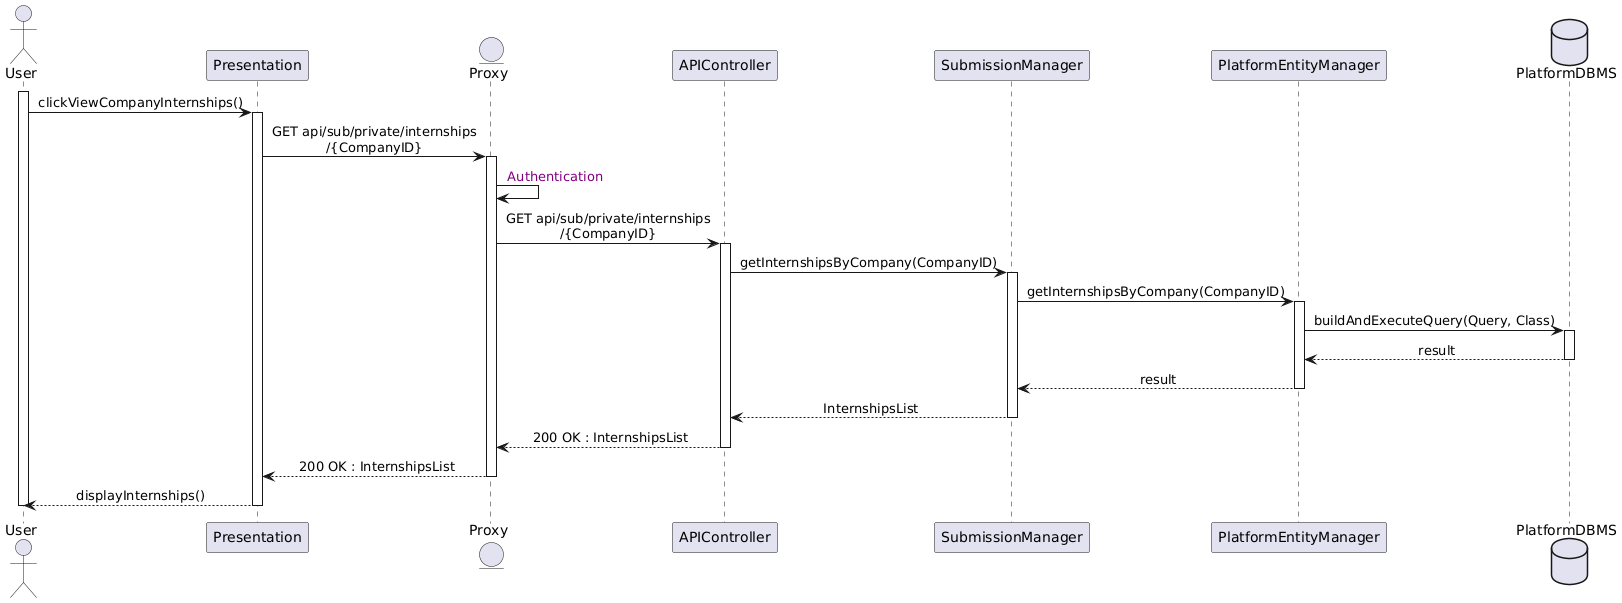 User
Presentation
Proxy
APIController
SubmissionManager
PlatformEntityManager
PlatformDBMS
clickViewCompanyInternships()
GET api/sub/private/internships
/{CompanyID}
Authentication
GET api/sub/private/internships
/{CompanyID}
getInternshipsByCompany(CompanyID)
getInternshipsByCompany(CompanyID)
buildAndExecuteQuery(Query, Class)
result
result
InternshipsList
200 OK : InternshipsList
200 OK : InternshipsList
displayInternships()
User
Presentation
Proxy
APIController
SubmissionManager
PlatformEntityManager
PlatformDBMS